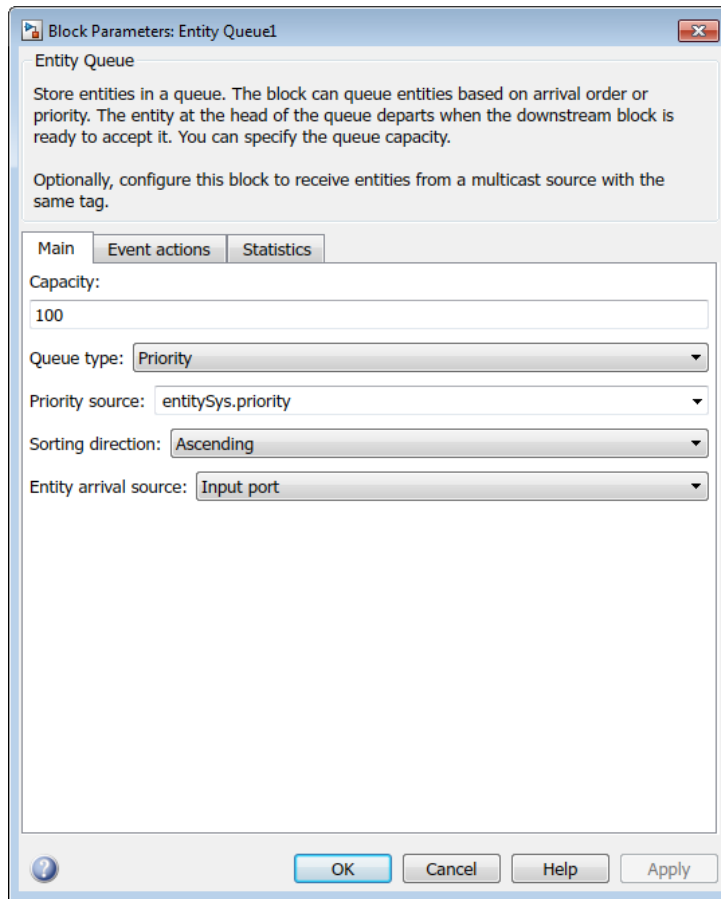 Block Parameters: Entity Queue1
Entity Queue
Store entities in a queue. The block can queue entities based on arrival order or
priority. The entity at the head of the queue departs when the downstream block is
ready to accept it. You can specify the queue capacity.
Optionally, configure this block to receive entities from a multicast source with the
same tag.
Main Event actions Statistics
Capacity:
100
Queue type: Priority
Priority source: entitySys.priority
Sorting direction: Ascending
Entity arrival source: Input port
? OK Cancel Help Apply